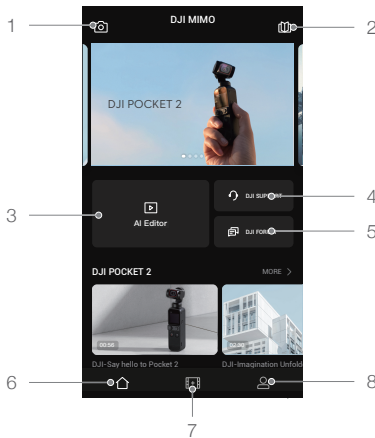 1
DJI MIMO
2
DJI POCKET 2
3
AI Editor
DJI SUPPORT
4
DJI FORUM
5
DJI POCKET 2
MORE
00:56
DJI-Say hello to Pocket 2
DJI-Imagination Unfold
6
7
8